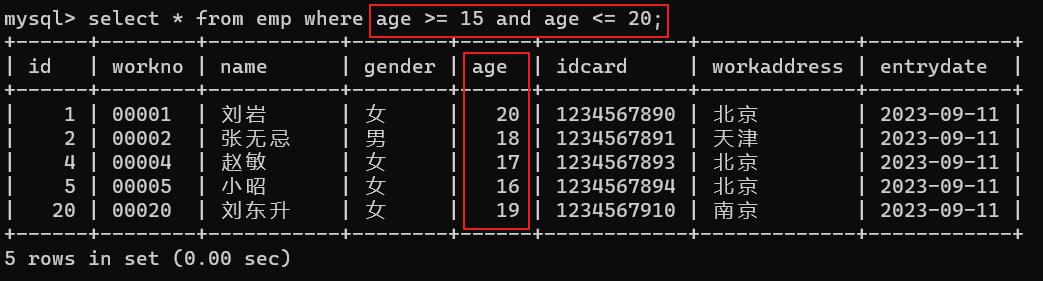 mysql> select * from emp where age >= 15 and age <= 20;
+------+--------+-----------+--------+------+------------+-------------+------------+
| id   | workno | name      | gender | age  | idcard     | workaddress | entrydate  |
+------+--------+-----------+--------+------+------------+-------------+------------+
|    1 | 00001  | 刘岩      | 女     |   20 | 1234567890 | 北京        | 2023-09-11 |
|    2 | 00002  | 张无忌    | 男     |   18 | 1234567891 | 天津        | 2023-09-11 |
|    4 | 00004  | 赵敏      | 女     |   17 | 1234567893 | 北京        | 2023-09-11 |
|    5 | 00005  | 小昭      | 女     |   16 | 1234567894 | 北京        | 2023-09-11 |
|   20 | 00020  | 刘东升    | 女     |   19 | 1234567910 | 南京        | 2023-09-11 |
+------+--------+-----------+--------+------+------------+-------------+------------+
5 rows in set (0.00 sec)